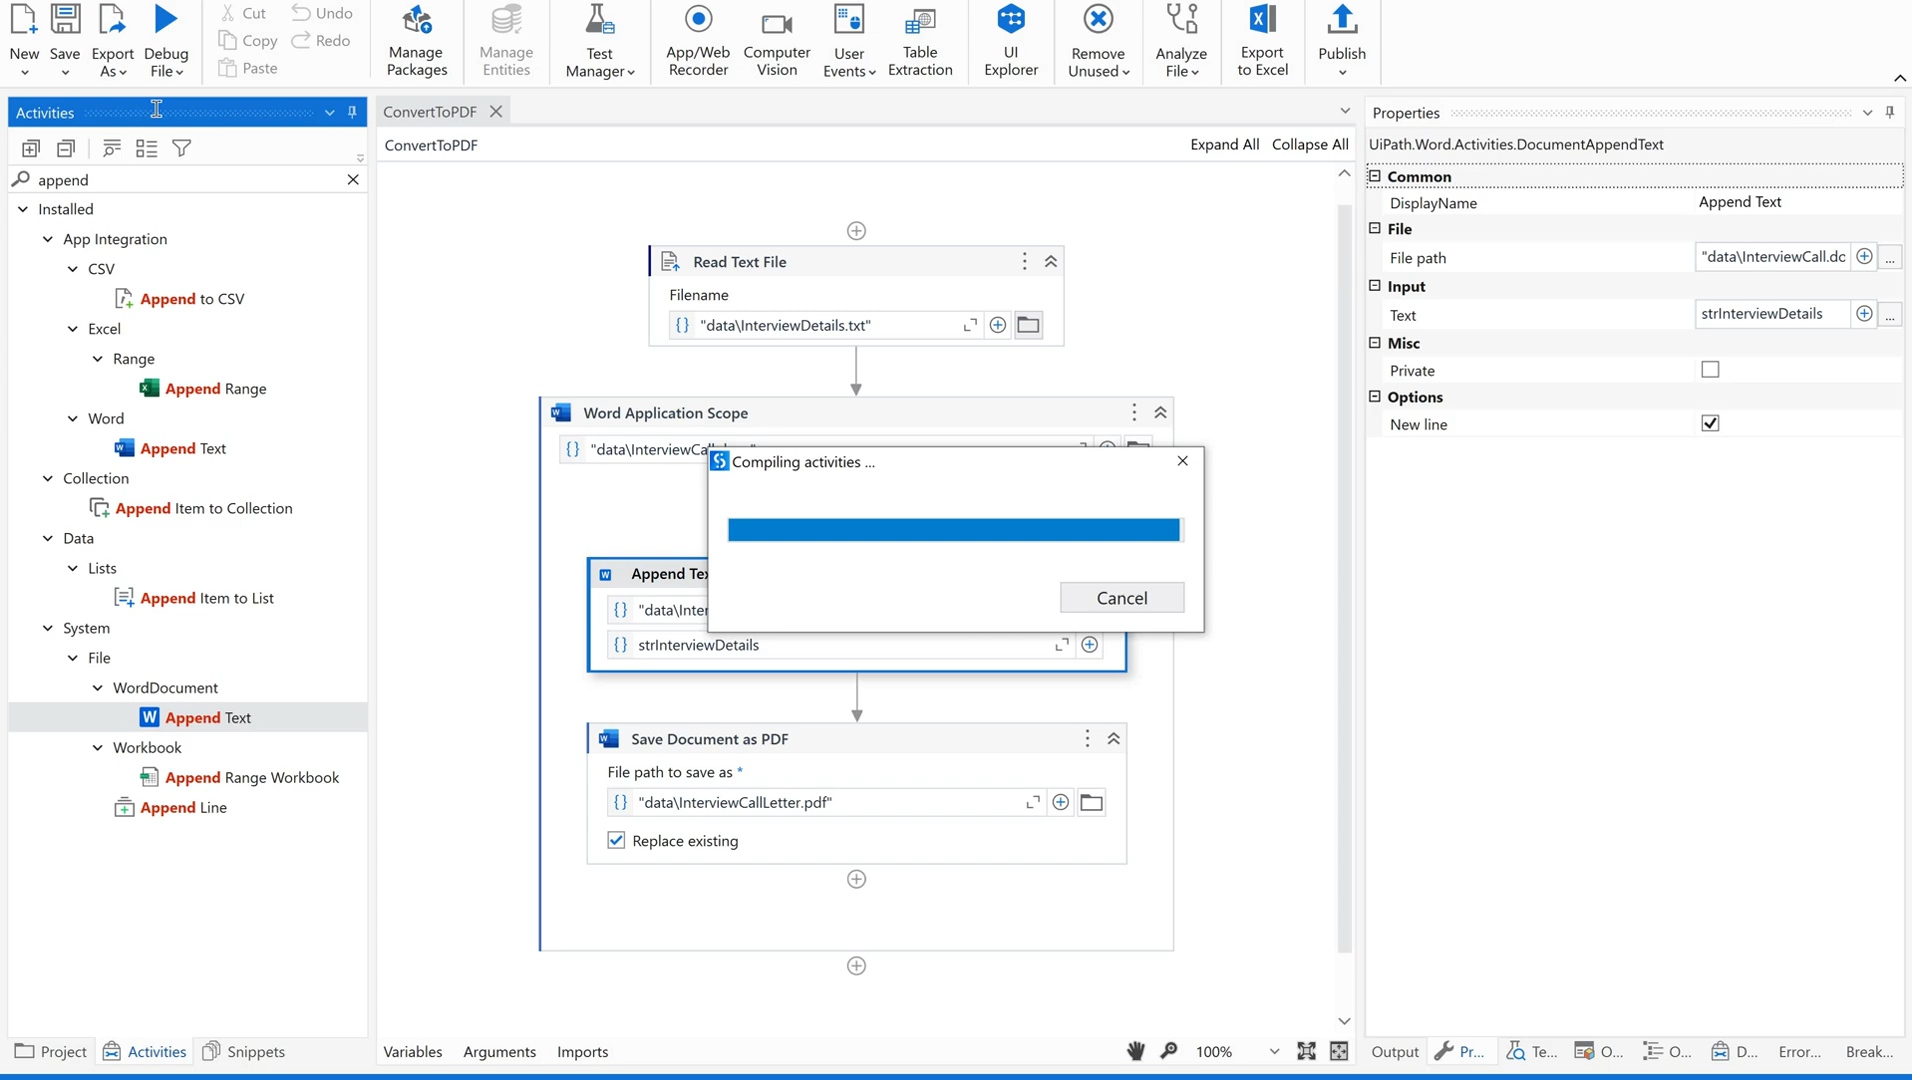 New
Save
Export
As
Debug
File
Cut
Copy
Paste
Undo
Redo
Manage
Packages
Manage
Entities
Test
Manager
App/Web
Recorder
Computer
Vision
User
Events
Table
Extraction
UI
Explorer
Remove
Unused
Analyze
File
Export
to Excel
Publish
Activities
append
Installed
App Integration
CSV
Append to CSV
Excel
Range
Append Range
Word
Append Text
Collection
Append Item to Collection
Data
Lists
Append Item to List
System
File
WordDocument
Append Text
Workbook
Append Range Workbook
Append Line
Project
Activities
Snippets
ConvertToPDF
ConvertToPDF
Expand All
Collapse All
Read Text File
Filename
"data\InterviewDetails.txt"
Word Application Scope
Compiling activities ...
Cancel
strInterviewDetails
Save Document as PDF
File path to save as *
"data\InterviewCallLetter.pdf"
Replace existing
Variables
Arguments
Imports
100%
Properties
UiPath.Word.Activities.DocumentAppendText
Common
DisplayName
Append Text
File
File path
"data\InterviewCall.dc
...
Input
Text
strInterviewDetails
...
Misc
Private
Options
New line
Output
Pr...
Te...
O...
O...
D...
Error...
Break...